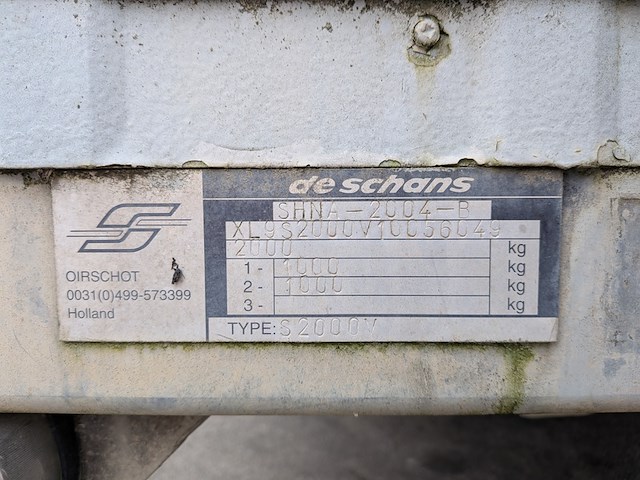 de schans
SHNA-2004-B
XL9S2000V10056049
2000 kg
1- 1000 kg
2- 1000 kg
3- kg
TYPE: S2000V
OIRSCHOT
0031(0)499-573399
Holland